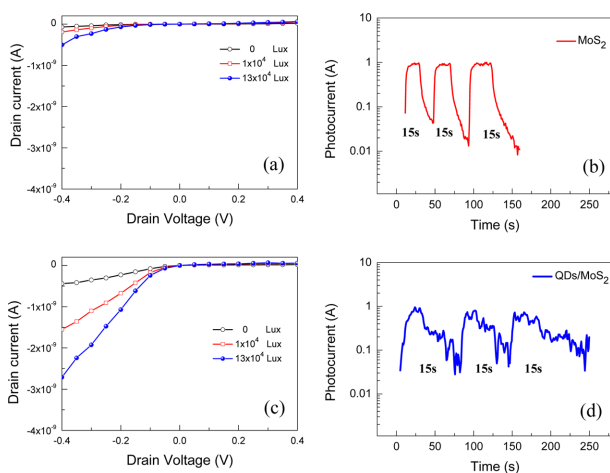 0
-1x10⁻⁹
-2x10⁻⁹
-3x10⁻⁹
-4x10⁻⁹
Drain current (A)
-0.4 -0.2 0.0 0.2 0.4
Drain Voltage (V)
0 Lux
1x10⁴ Lux
13x10⁴ Lux
(a)
10
1
0.1
0.01
Photocurrent (A)
0 50 100 150 200 250
Time (s)
MoS₂
15s 15s 15s
(b)
0
-1x10⁻⁹
-2x10⁻⁹
-3x10⁻⁹
-4x10⁻⁹
Drain current (A)
-0.4 -0.2 0.0 0.2 0.4
Drain Voltage (V)
0 Lux
1x10⁴ Lux
13x10⁴ Lux
(c)
10
1
0.1
0.01
Photocurrent (A)
0 50 100 150 200 250
Time (s)
QDs/MoS₂
15s 15s 15s
(d)